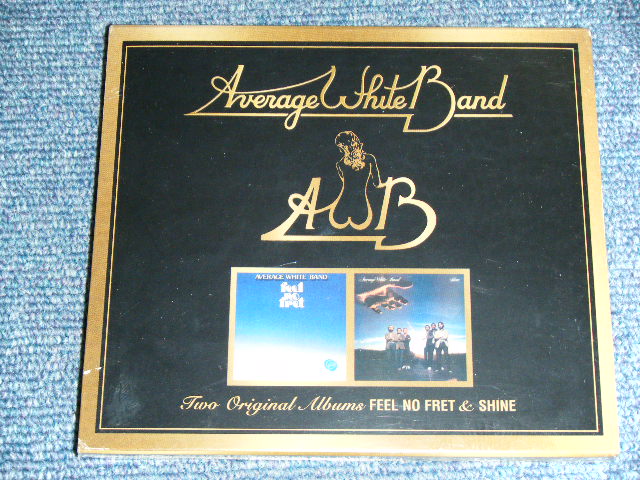 Average White Band
AWB
AVERAGE WHITE BAND
feel
no
fret
Average White Band
Shine
Two Original Albums FEEL NO FRET & SHINE